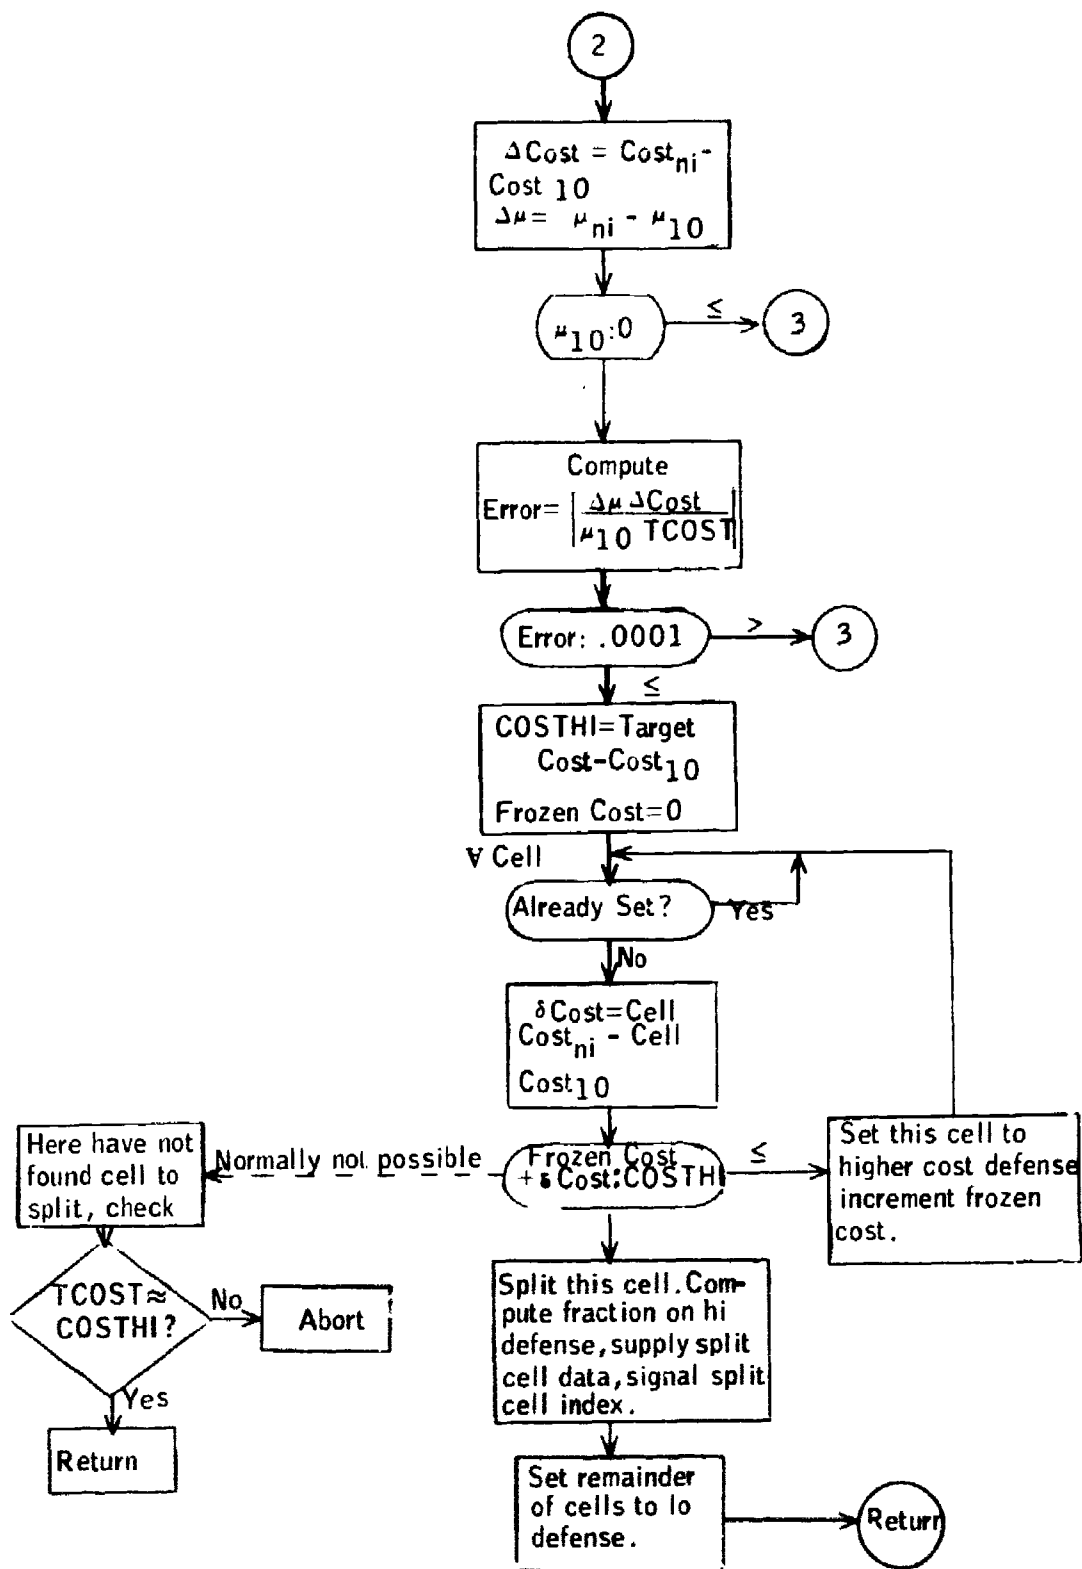 2
ΔCost = Cost_ni -
Cost 10
Δμ = μ_ni - μ_10
μ_10:0
≤
3
Compute
Error= |Δμ ΔCost
μ_10 TCOST|
Error: .0001
>
3
≤
COSTHI=Target
Cost-Cost_10
Frozen Cost=0
∀ Cell
Already Set?
Yes
No
δCost=Cell
Cost_ni - Cell
Cost_10
Frozen Cost
+ δ Cost:COSTHI
≤
Set this cell to
higher cost defense
increment frozen
cost.
Normally not possible
Here have not
found cell to
split, check
TCOST≈
COSTHI?
No
Abort
Yes
Return
Split this cell. Com-
pute fraction on hi
defense, supply split
cell data, signal split
cell index.
Set remainder
of cells to lo
defense.
Return